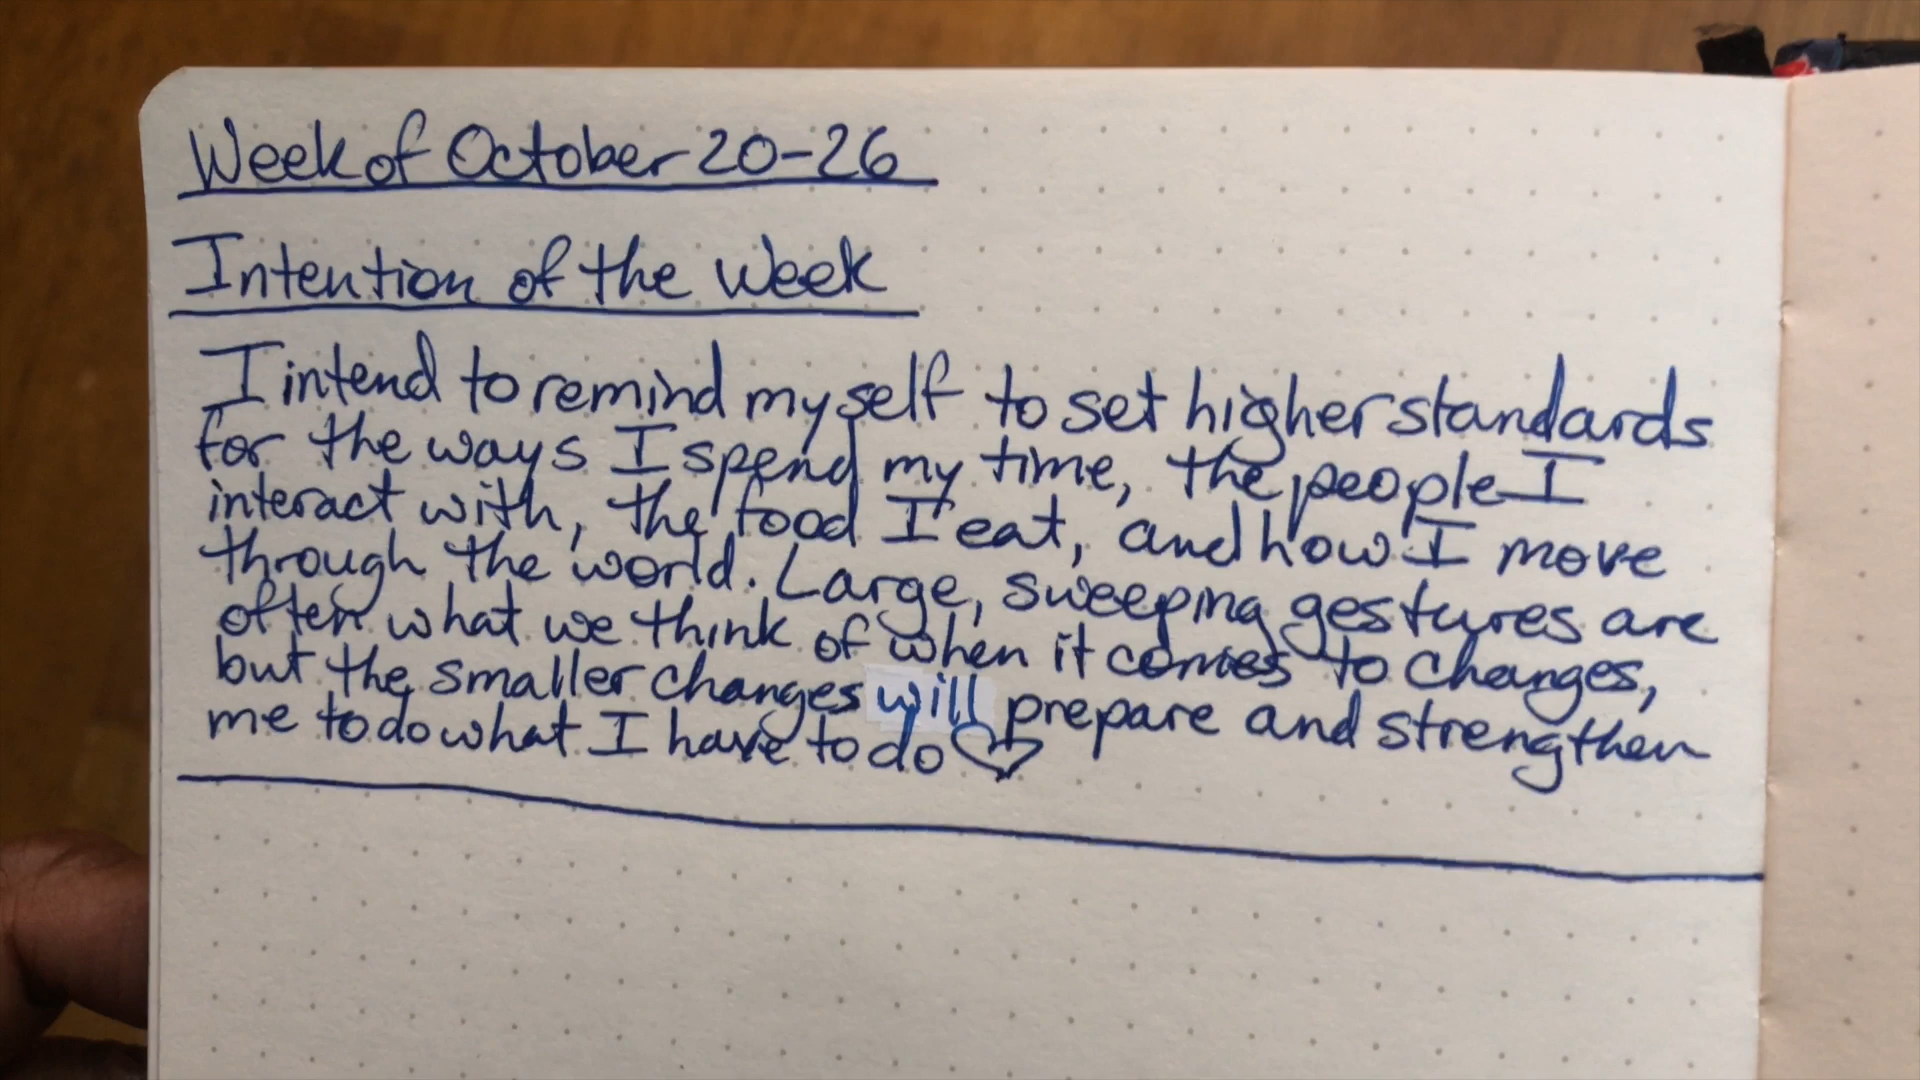 Week of October 20-26
Intention of the Week
I intend to remind myself to set higher standards
for the ways I spend my time, the people I
interact with, the food I eat, and how I move
through the world. Large, sweeping gestures are
often what we think of when it comes to changes,
but the smaller changes will prepare and strengthen
me to do what I have to do ♡